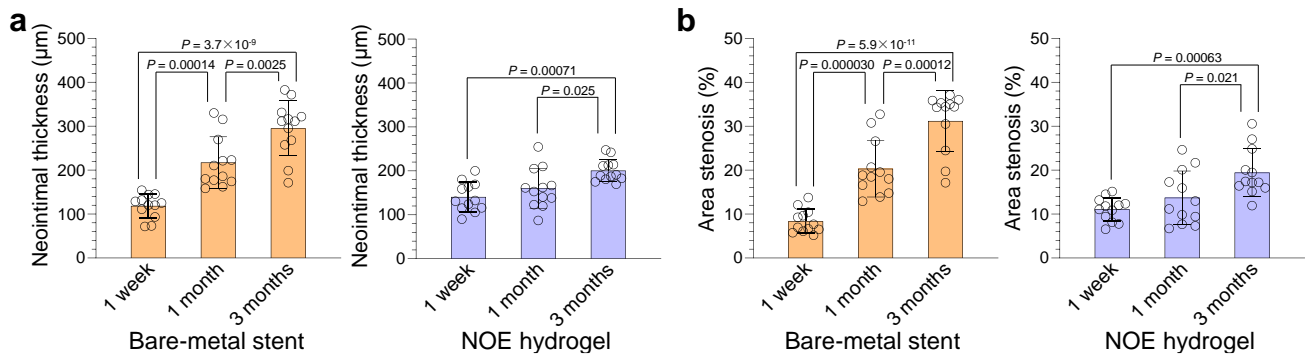 a
Neointimal thickness (μm)
500
400
300
200
100
0
P = 3.7×10⁻⁹
P = 0.00014
P = 0.0025
1 week
1 month
3 months
Bare-metal stent
Neointimal thickness (μm)
500
400
300
200
100
0
P = 0.00071
P = 0.025
1 week
1 month
3 months
NOE hydrogel
b
Area stenosis (%)
50
40
30
20
10
0
P = 5.9×10⁻¹¹
P = 0.000030
P = 0.00012
1 week
1 month
3 months
Bare-metal stent
Area stenosis (%)
50
40
30
20
10
0
P = 0.00063
P = 0.021
1 week
1 month
3 months
NOE hydrogel